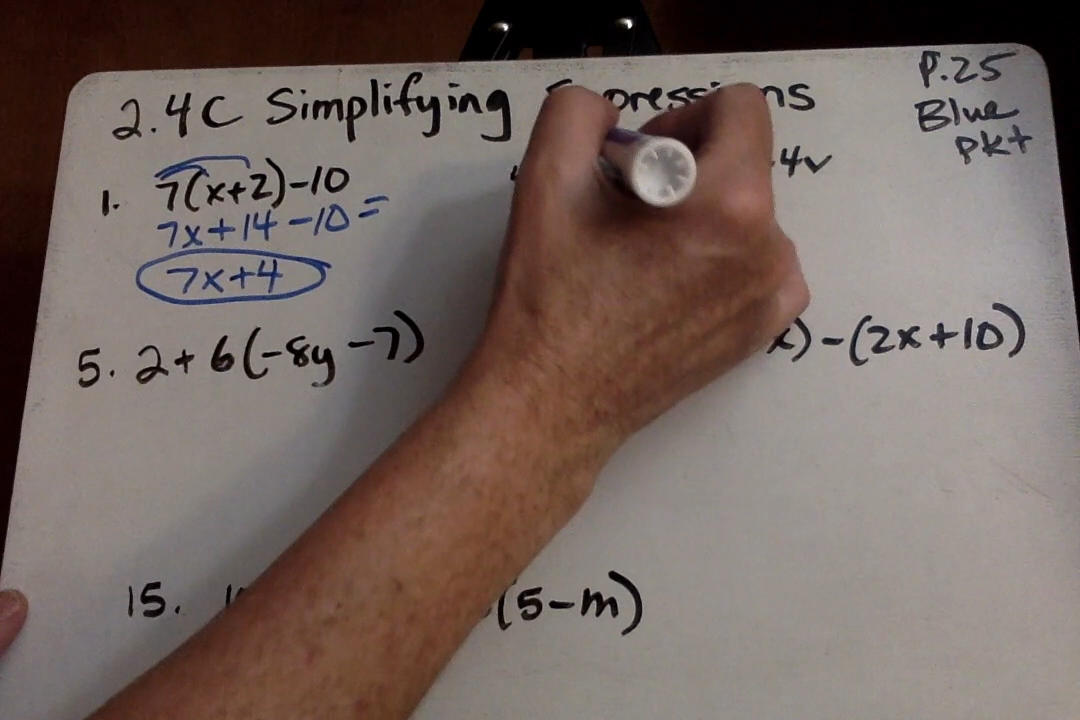 2.4C Simplifying
P.25
Blue
pkt
1. 7(x+2)-10
7x+14-10=
7x+4
4v
5. 2+6(-8y-7)
x)-(2x+10)
15.
(5-m)